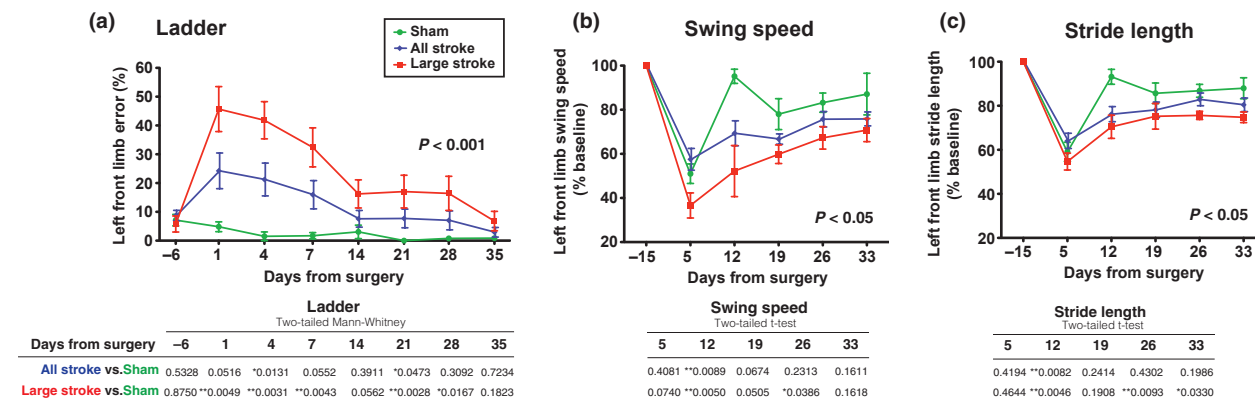 (a) Ladder
Sham
All stroke
Large stroke
Left front limb error (%)
60
50
40
30
20
10
0
P < 0.001
–6 1 4 7 14 21 28 35
Days from surgery
Ladder
Two-tailed Mann-Whitney
Days from surgery –6 1 4 7 14 21 28 35
All stroke vs.Sham 0.5328 0.0516 *0.0131 0.0552 0.3911 *0.0473 0.3092 0.7234
Large stroke vs.Sham 0.8750 **0.0049 **0.0031 **0.0043 0.0562 **0.0028 *0.0167 0.1823
(b) Swing speed
Left front limb swing speed
(% baseline)
100
80
60
40
20
P < 0.05
–15 5 12 19 26 33
Days from surgery
Swing speed
Two-tailed t-test
5 12 19 26 33
0.4081 **0.0089 0.0674 0.2313 0.1611
0.0740 **0.0050 0.0505 *0.0386 0.1618
(c) Stride length
Left front limb stride length
(% baseline)
100
80
60
40
20
P < 0.05
–15 5 12 19 26 33
Days from surgery
Stride length
Two-tailed t-test
5 12 19 26 33
0.4194 **0.0082 0.2414 0.4302 0.1986
0.4644 **0.0046 0.1908 **0.0093 *0.0330